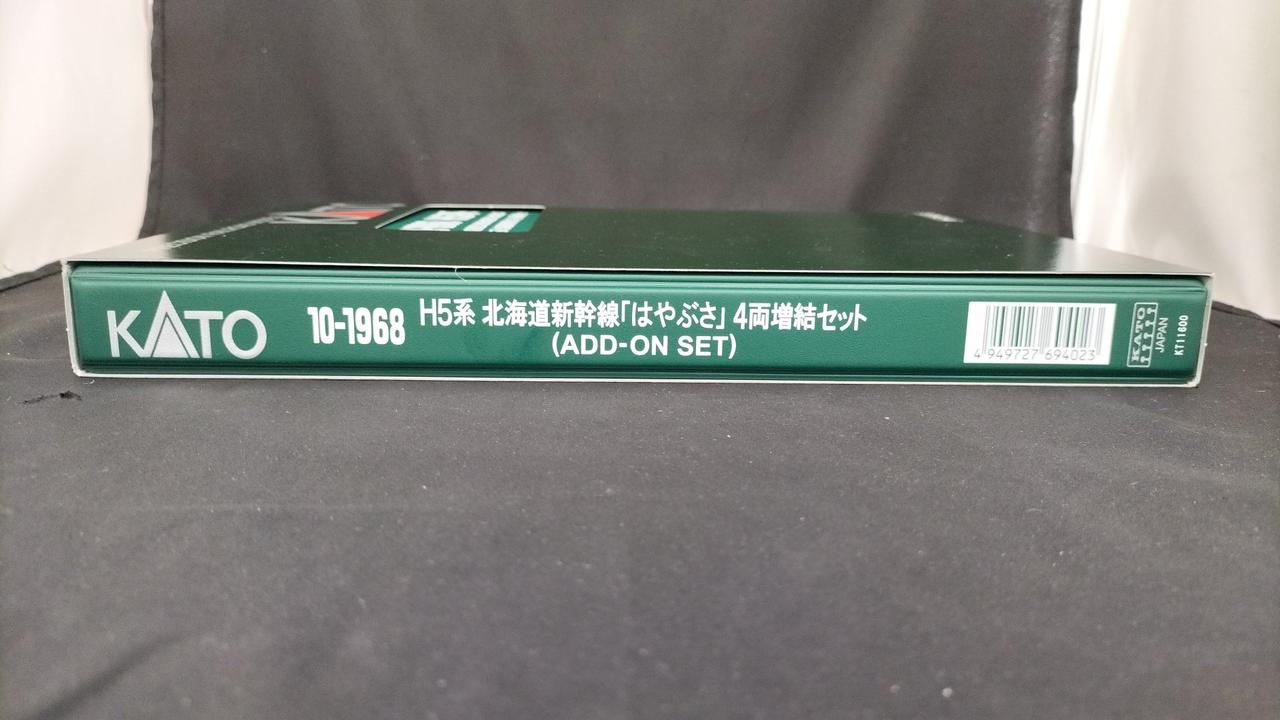 KATO
10-1968
H5系 北海道新幹線「はやぶさ」4両増結セット
(ADD-ON SET)
4 949727 694023
KATO
JAPAN
KT11600